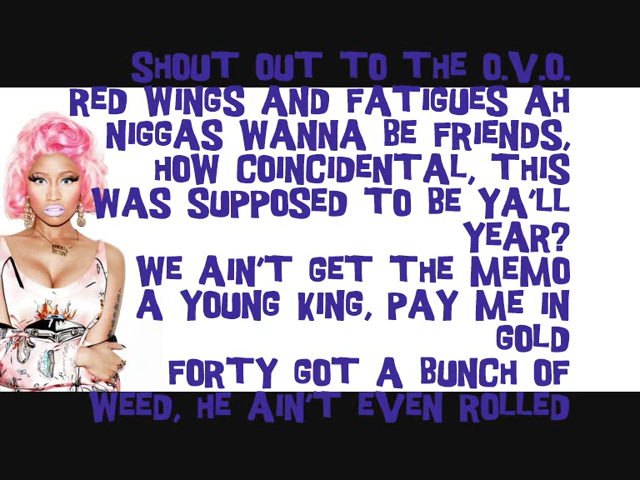 SHOUT OUT TO THE O.V.O.
RED WINGS AND FATIGUES AH
NIGGAS WANNA BE FRIENDS,
HOW COINCIDENTAL, THIS
WAS SUPPOSED TO BE YA'LL
YEAR?
WE AIN'T GET THE MEMO
A YOUNG KING, PAY ME IN
GOLD
FORTY GOT A BUNCH OF
WEED, HE AIN'T EVEN ROLLED